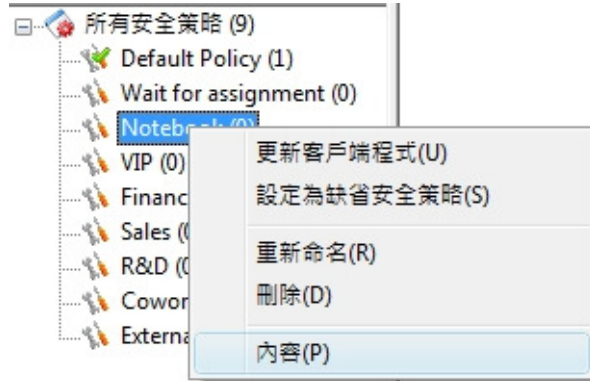 所有安全策略 (9)
Default Policy (1)
Wait for assignment (0)
Notebook (0)
VIP (0)
Financ
Sales (
R&D (
Cowor
Externa
更新客戶端程式(U)
設定為缺省安全策略(S)
重新命名(R)
刪除(D)
內容(P)